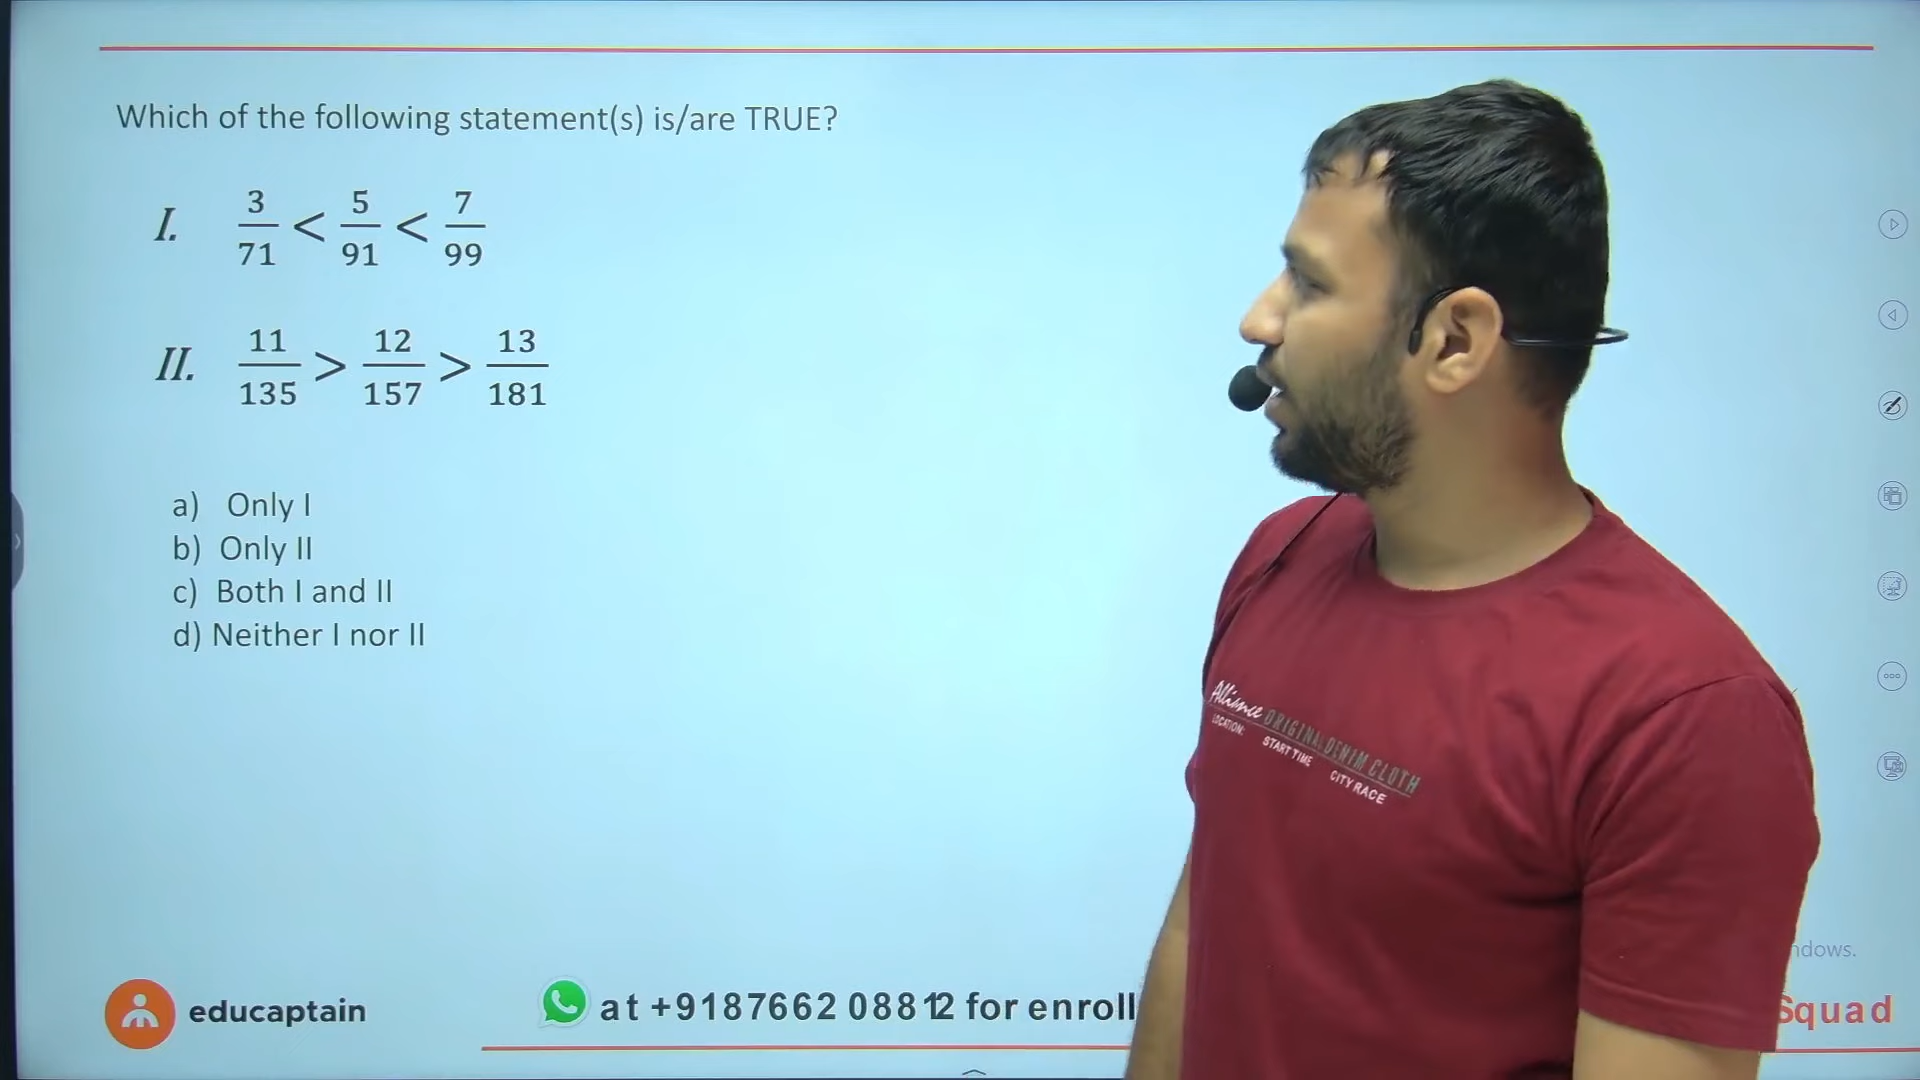 Which of the following statement(s) is/are TRUE?
I. 3/71 < 5/91 < 7/99
II. 11/135 > 12/157 > 13/181
a) Only I
b) Only II
c) Both I and II
d) Neither I nor II
Alliance ORIGINAL DENIM CLOTH
LOCATION: START TIME CITY RACE
ndows.
educaptain
at +9187662 08812 for enroll
Squad